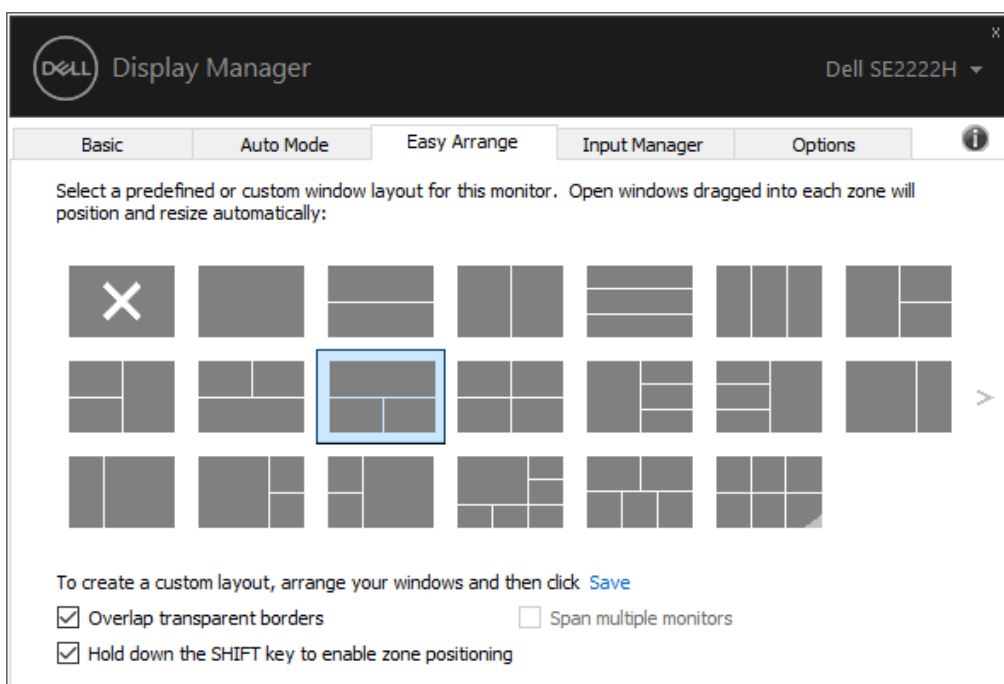 x
DELL Display Manager Dell SE2222H
Basic Auto Mode Easy Arrange Input Manager Options
Select a predefined or custom window layout for this monitor. Open windows dragged into each zone will
position and resize automatically:
To create a custom layout, arrange your windows and then click Save
Overlap transparent borders Span multiple monitors
Hold down the SHIFT key to enable zone positioning